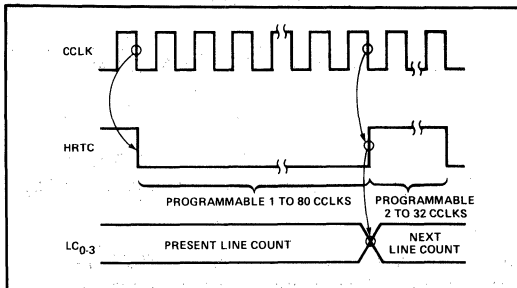 CCLK
HRTC
PROGRAMMABLE 1 TO 80 CCLKS
PROGRAMMABLE
2 TO 32 CCLKS
LC0-3
PRESENT LINE COUNT
NEXT
LINE COUNT